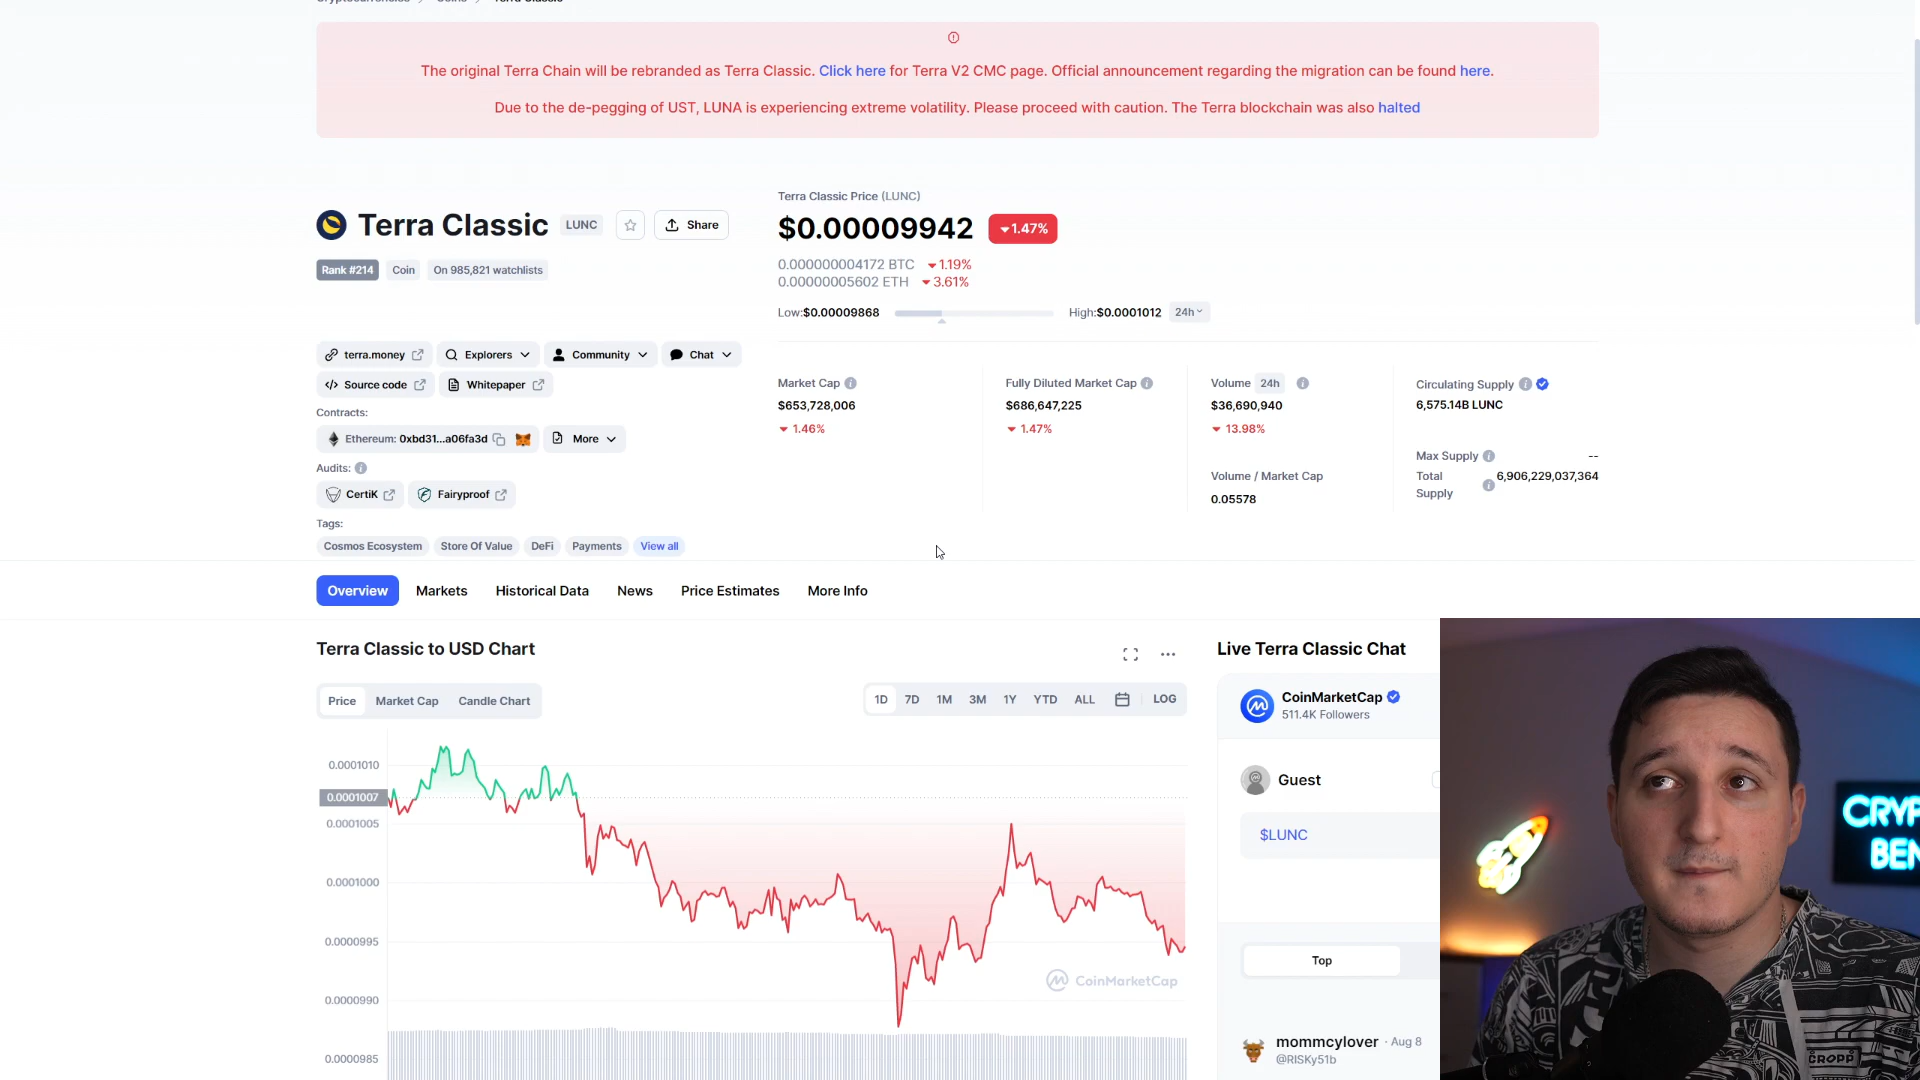 Terra Classic
The original Terra Chain will be rebranded as Terra Classic. Click here for Terra V2 CMC page. Official announcement regarding the migration can be found here.
Due to the de-pegging of UST, LUNA is experiencing extreme volatility. Please proceed with caution. The Terra blockchain was also halted
Terra Classic LUNC Share
Rank #214 Coin On 985,821 watchlists
terra.money Explorers Community Chat
Source code Whitepaper
Contracts:
Ethereum: 0xbd31...a06fa3d More
Audits:
CertiK Fairyproof
Tags:
Cosmos Ecosystem Store Of Value DeFi Payments View all
Terra Classic Price (LUNC)
$0.00009942 1.47%
0.000000004172 BTC 1.19%
0.00000005602 ETH 3.61%
Low:$0.00009868 High:$0.0001012 24h
Market Cap
$653,728,006
1.46%
Fully Diluted Market Cap
$686,647,225
1.47%
Volume 24h
$36,690,940
13.98%
Volume / Market Cap
0.05578
Circulating Supply
6,575.14B LUNC
Max Supply --
Total Supply 6,906,229,037,364
Overview Markets Historical Data News Price Estimates More Info
Terra Classic to USD Chart
Price Market Cap Candle Chart
1D 7D 1M 3M 1Y YTD ALL LOG
0.0001010
0.0001007
0.0001005
0.0001000
0.0000995
0.0000990
0.0000985
CoinMarketCap
Live Terra Classic Chat
CoinMarketCap
511.4K Followers
Guest
$LUNC
Top
mommcylover · Aug 8
@RISKy51b
CRYP
BEN
CROPP